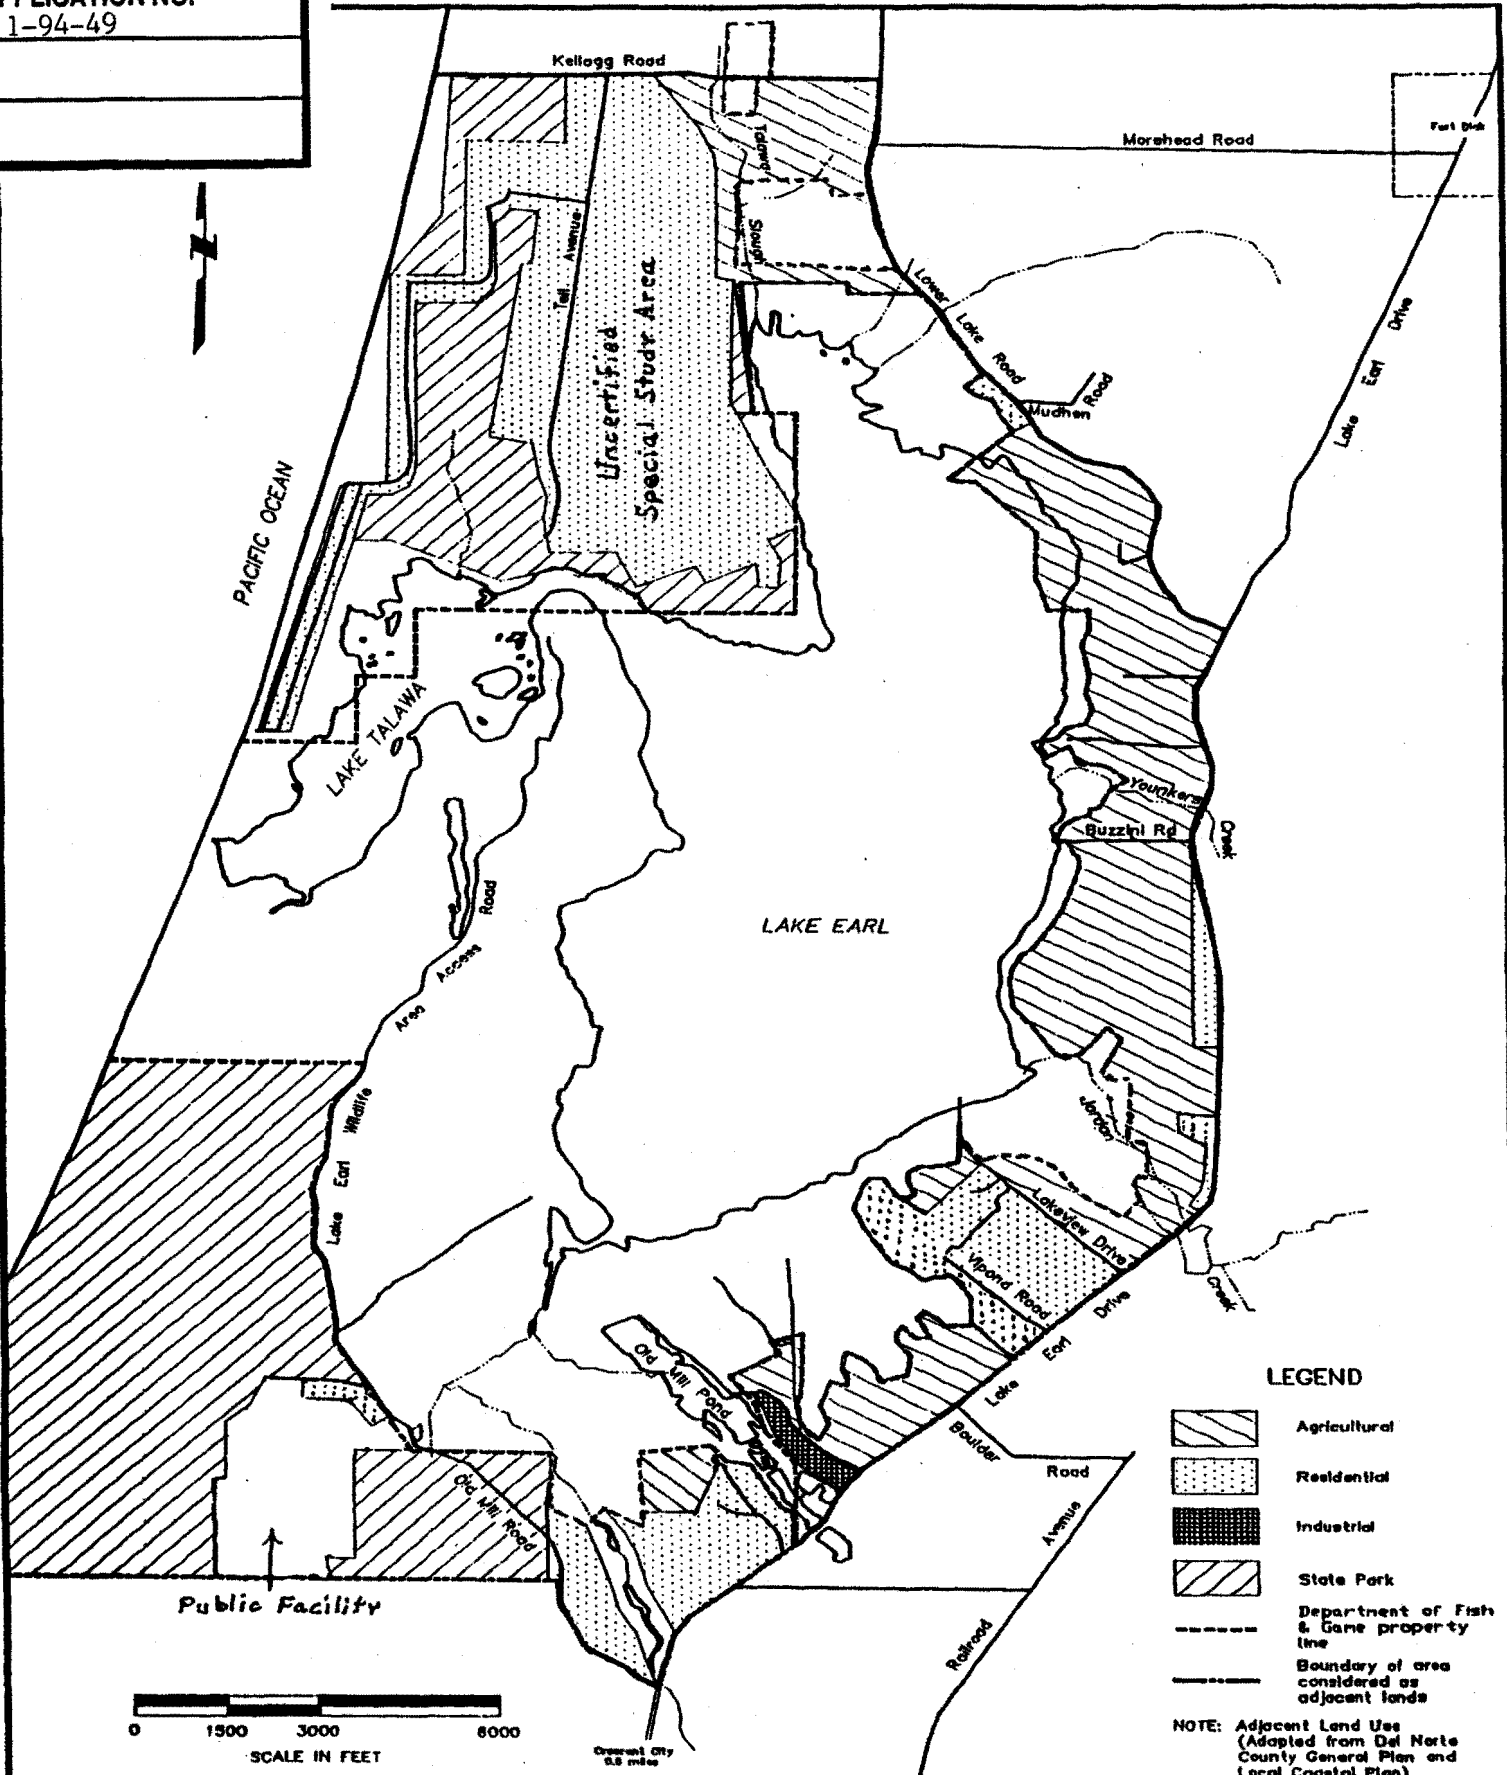 PLICATION NO.
1-94-49
Kellogg Road
Morehead Road
Fort Dick
Talawa
Slough
Tell Avenue
Uncertified
Special Study Area
Lower Lake Road
Mudhen Road
Lake Earl Drive
PACIFIC OCEAN
LAKE TALAWA
Younkers
Creek
Buzzini Rd
LAKE EARL
Lake Earl Wildlife Area Access Road
Jordan
Creek
Lakeview Drive
Vipond Road
Lake Earl Drive
Old Mill Pond
Old Mill Road
Boulder
Road
Railroad Avenue
Public Facility
LEGEND
Agricultural
Residential
Industrial
State Park
Department of Fish
& Game property
line
Boundary of area
considered as
adjacent lands
NOTE: Adjacent Land Use
(Adapted from Del Norte
County General Plan and
Local Coastal Plan)
0 1500 3000 6000
SCALE IN FEET
Crescent City
0.5 miles